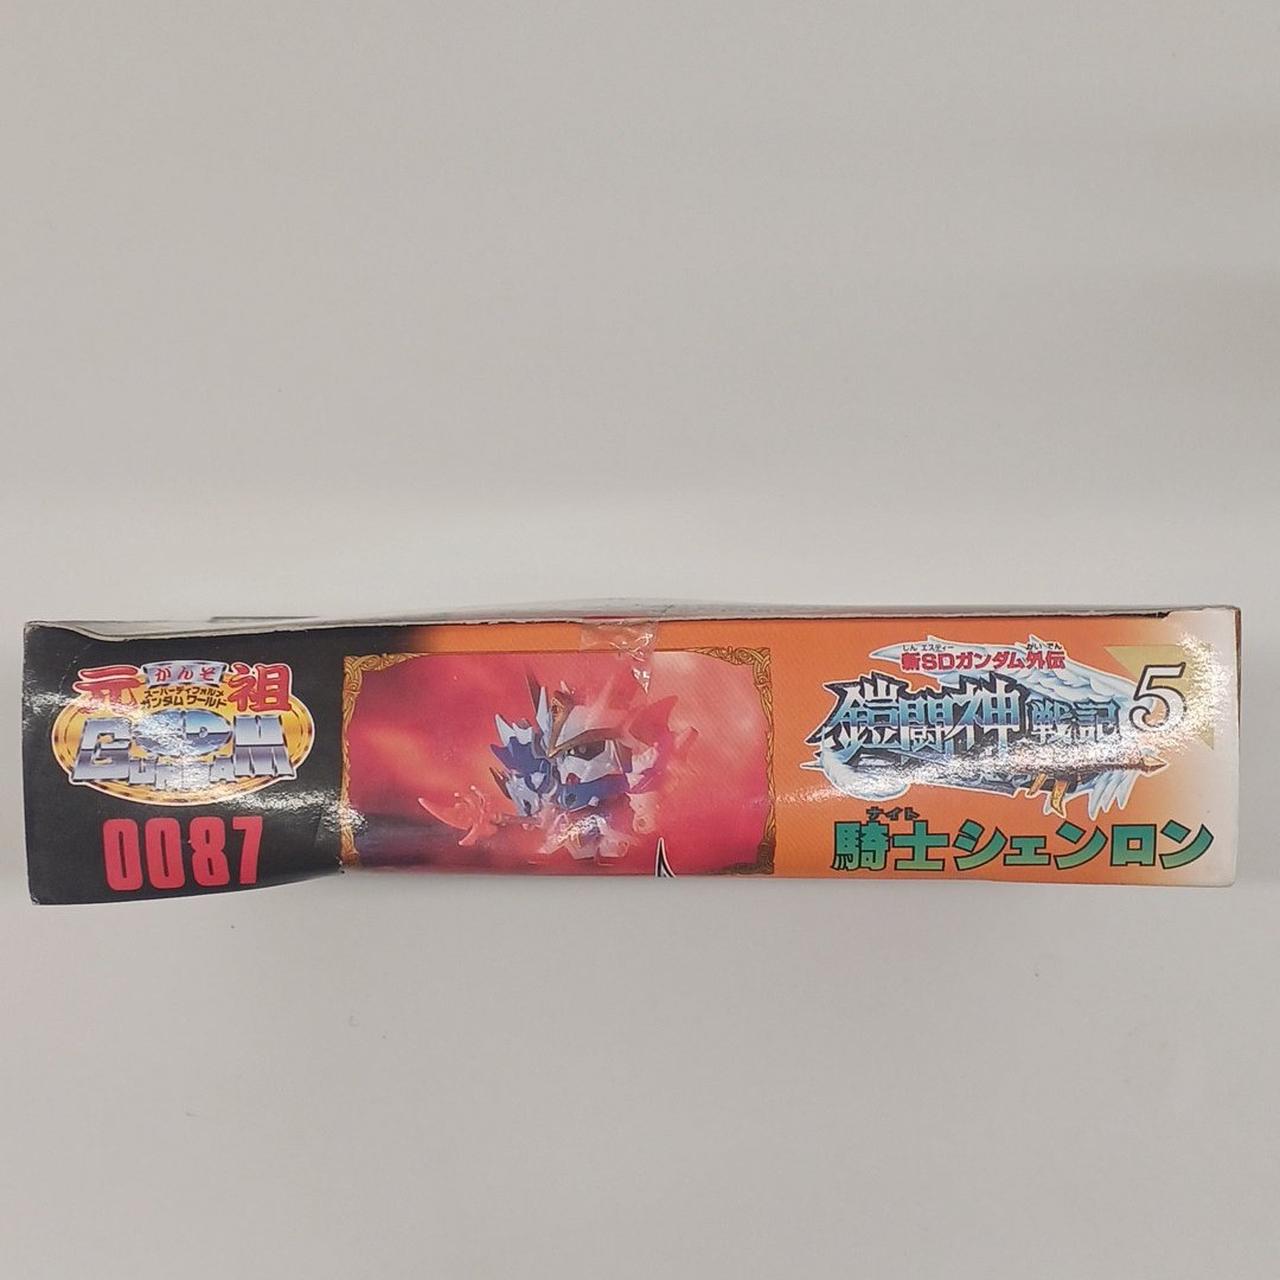 がんそ
元祖
スーパーディフォルメ
ガンダムワールド
SD
GUNDAM
0087
しん エスディー がいでん
新SDガンダム外伝
鎧闘神戦記 5
ナイト
騎士シェンロン